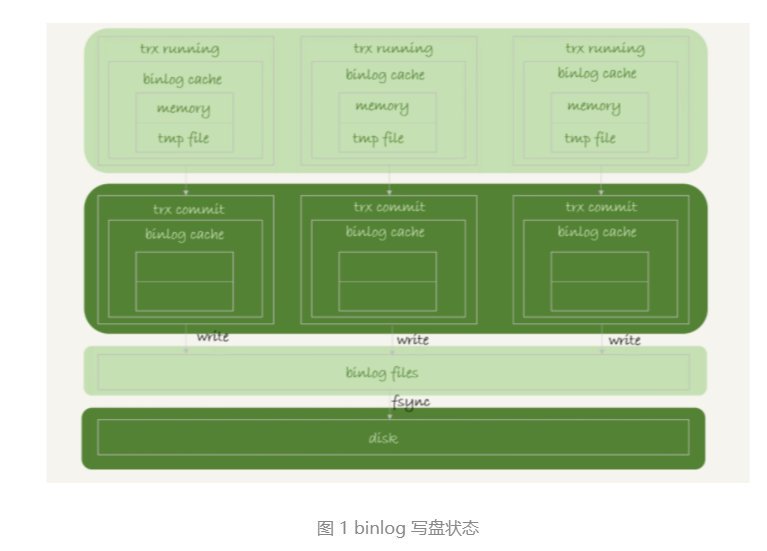 trx running
trx running
trx running
binlog cache
binlog cache
binlog cache
memory
memory
memory
tmp file
tmp file
tmp file
trx commit
trx commit
trx commit
binlog cache
binlog cache
binlog cache
write
write
write
binlog files
fsync
disk
图 1 binlog 写盘状态